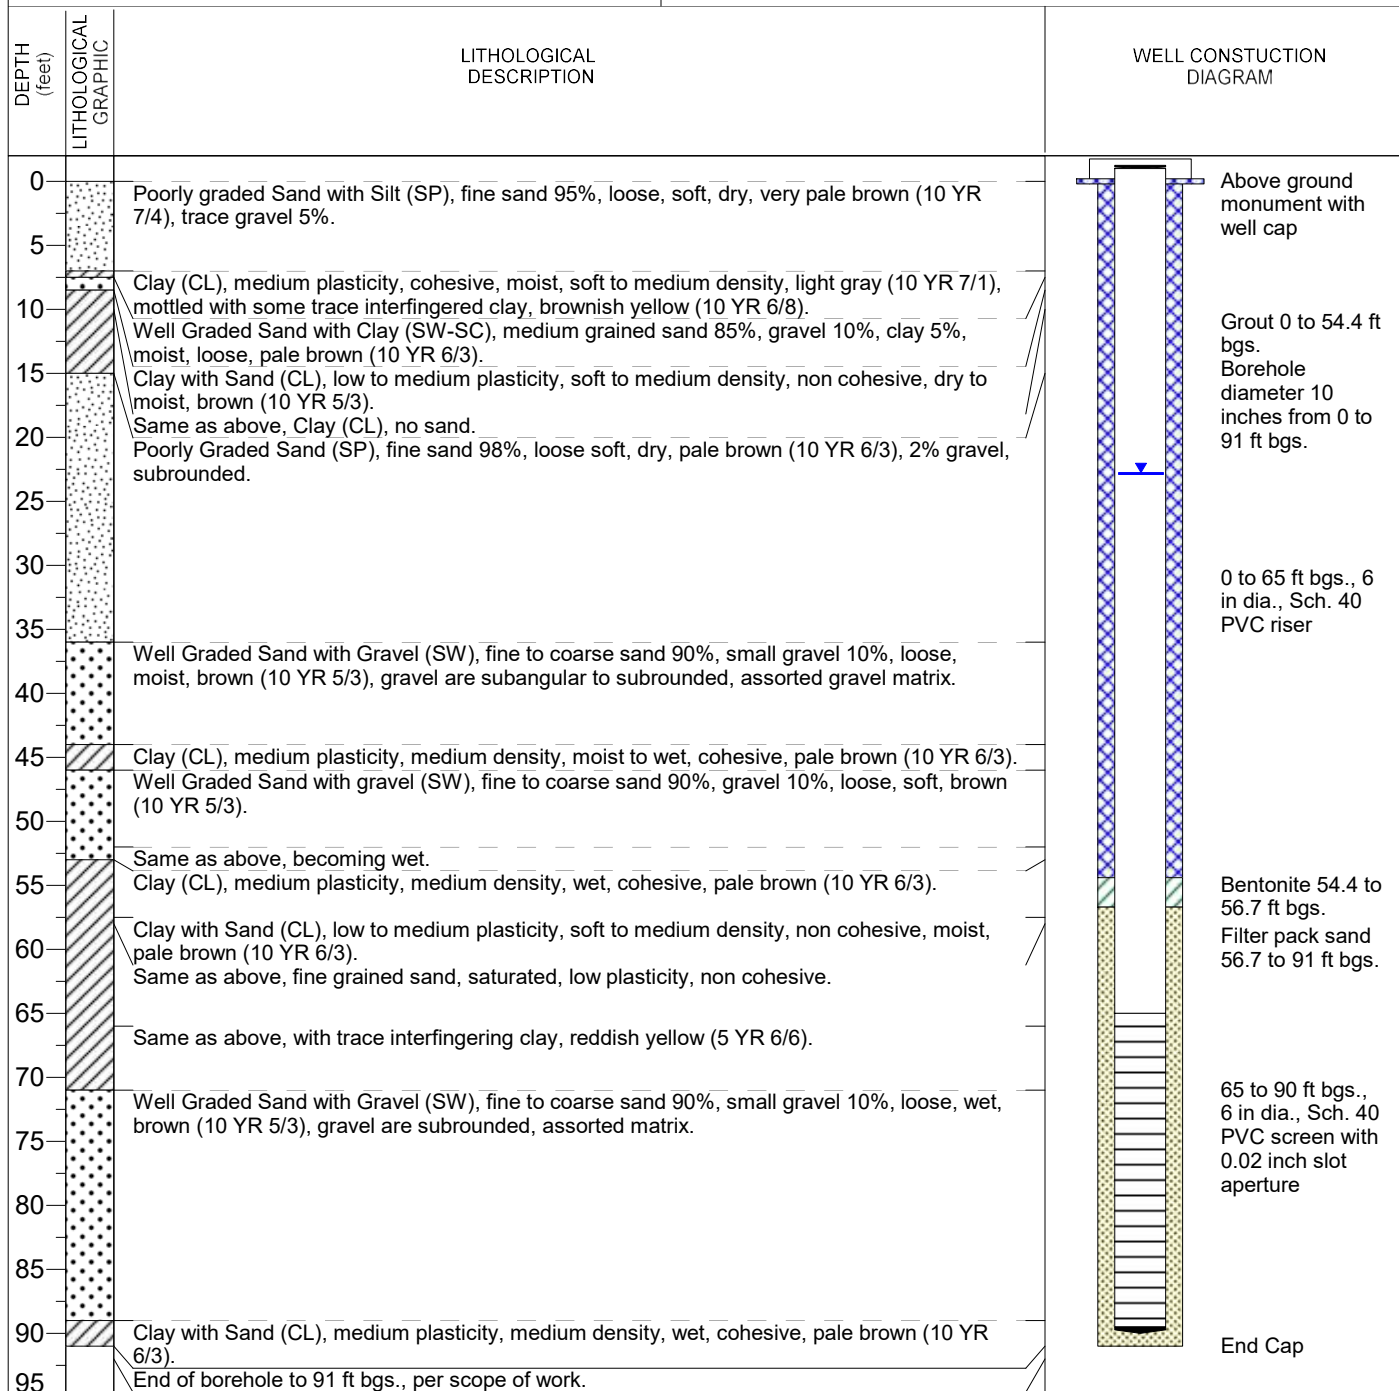 DEPTH
(feet)
LITHOLOGICAL
GRAPHIC
LITHOLOGICAL
DESCRIPTION
WELL CONSTUCTION
DIAGRAM
0
5
10
15
20
25
30
35
40
45
50
55
60
65
70
75
80
85
90
95
Poorly graded Sand with Silt (SP), fine sand 95%, loose, soft, dry, very pale brown (10 YR
7/4), trace gravel 5%.
Clay (CL), medium plasticity, cohesive, moist, soft to medium density, light gray (10 YR 7/1),
mottled with some trace interfingered clay, brownish yellow (10 YR 6/8).
Well Graded Sand with Clay (SW-SC), medium grained sand 85%, gravel 10%, clay 5%,
moist, loose, pale brown (10 YR 6/3).
Clay with Sand (CL), low to medium plasticity, soft to medium density, non cohesive, dry to
moist, brown (10 YR 5/3).
Same as above, Clay (CL), no sand.
Poorly Graded Sand (SP), fine sand 98%, loose soft, dry, pale brown (10 YR 6/3), 2% gravel,
subrounded.
Well Graded Sand with Gravel (SW), fine to coarse sand 90%, small gravel 10%, loose,
moist, brown (10 YR 5/3), gravel are subangular to subrounded, assorted gravel matrix.
Clay (CL), medium plasticity, medium density, moist to wet, cohesive, pale brown (10 YR 6/3).
Well Graded Sand with gravel (SW), fine to coarse sand 90%, gravel 10%, loose, soft, brown
(10 YR 5/3).
Same as above, becoming wet.
Clay (CL), medium plasticity, medium density, wet, cohesive, pale brown (10 YR 6/3).
Clay with Sand (CL), low to medium plasticity, soft to medium density, non cohesive, moist,
pale brown (10 YR 6/3).
Same as above, fine grained sand, saturated, low plasticity, non cohesive.
Same as above, with trace interfingering clay, reddish yellow (5 YR 6/6).
Well Graded Sand with Gravel (SW), fine to coarse sand 90%, small gravel 10%, loose, wet,
brown (10 YR 5/3), gravel are subrounded, assorted matrix.
Clay with Sand (CL), medium plasticity, medium density, wet, cohesive, pale brown (10 YR
6/3).
End of borehole to 91 ft bgs., per scope of work.
Above ground
monument with
well cap
Grout 0 to 54.4 ft
bgs.
Borehole
diameter 10
inches from 0 to
91 ft bgs.
0 to 65 ft bgs., 6
in dia., Sch. 40
PVC riser
Bentonite 54.4 to
56.7 ft bgs.
Filter pack sand
56.7 to 91 ft bgs.
65 to 90 ft bgs.,
6 in dia., Sch. 40
PVC screen with
0.02 inch slot
aperture
End Cap